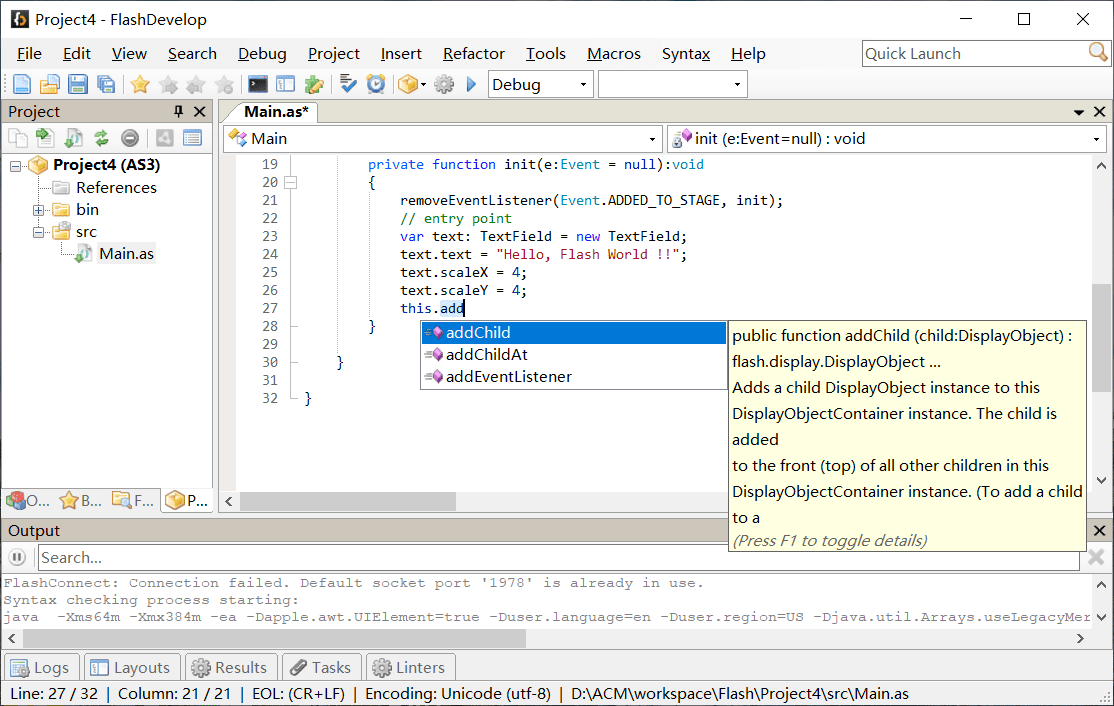 Project4 - FlashDevelop
File Edit View Search Debug Project Insert Refactor Tools Macros Syntax Help
Quick Launch
Debug
Project
Project4 (AS3)
References
bin
src
Main.as
O... B... F... P...
Main.as*
Main
init (e:Event=null) : void
19 private function init(e:Event = null):void
20 {
21 removeEventListener(Event.ADDED_TO_STAGE, init);
22 // entry point
23 var text: TextField = new TextField;
24 text.text = "Hello, Flash World !!";
25 text.scaleX = 4;
26 text.scaleY = 4;
27 this.add
28 }
29
30 }
31
32 }
addChild
addChildAt
addEventListener
public function addChild (child:DisplayObject) :
flash.display.DisplayObject ...
Adds a child DisplayObject instance to this
DisplayObjectContainer instance. The child is
added
to the front (top) of all other children in this
DisplayObjectContainer instance. (To add a child
to a
(Press F1 to toggle details)
Output
Search...
FlashConnect: Connection failed. Default socket port '1978' is already in use.
Syntax checking process starting:
java -Xms64m -Xmx384m -ea -Dapple.awt.UIElement=true -Duser.language=en -Duser.region=US -Djava.util.Arrays.useLegacyMer
Logs Layouts Results Tasks Linters
Line: 27 / 32 | Column: 21 / 21 | EOL: (CR+LF) | Encoding: Unicode (utf-8) | D:\ACM\workspace\Flash\Project4\src\Main.as